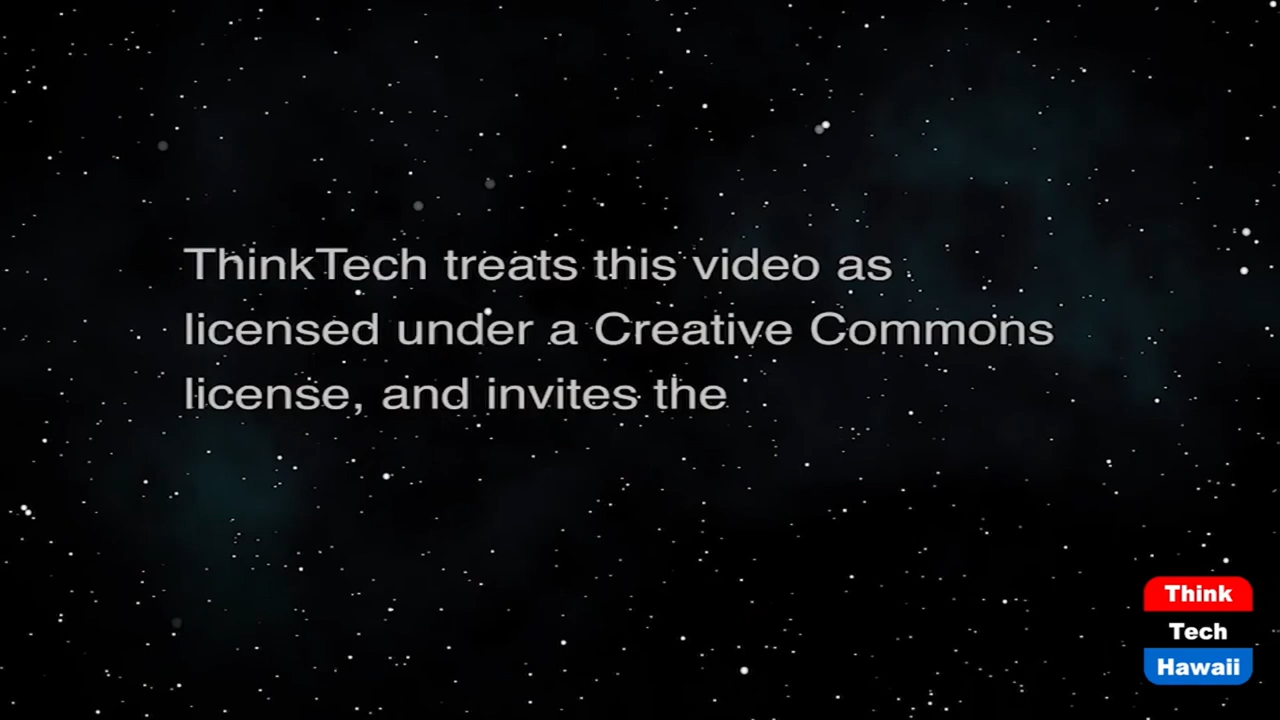 ThinkTech treats this video as
licensed under a Creative Commons
license, and invites the
Think
Tech
Hawaii